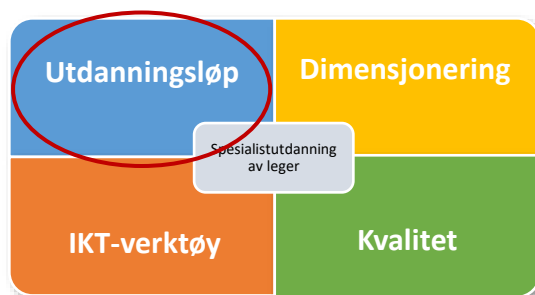 Utdanningsløp
Dimensjonering
Spesialistutdanning
av leger
IKT-verktøy
Kvalitet